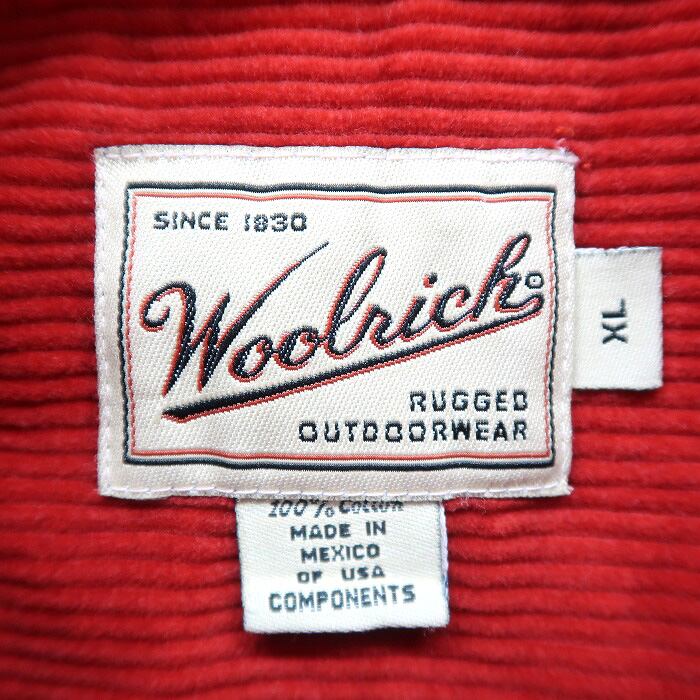 SINCE 1830
Woolrich®
RUGGED
OUTDOORWEAR
XL
100% Cotton
MADE IN
MEXICO
OF USA
COMPONENTS